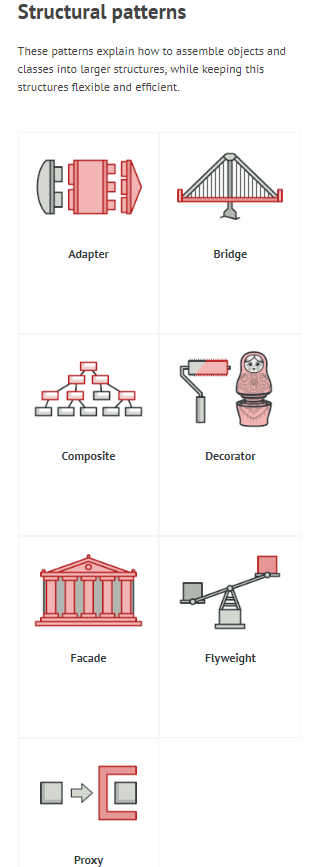 Structural patterns
These patterns explain how to assemble objects and
classes into larger structures, while keeping this
structures flexible and efficient.
Adapter
Bridge
Composite
Decorator
Facade
Flyweight
Proxy